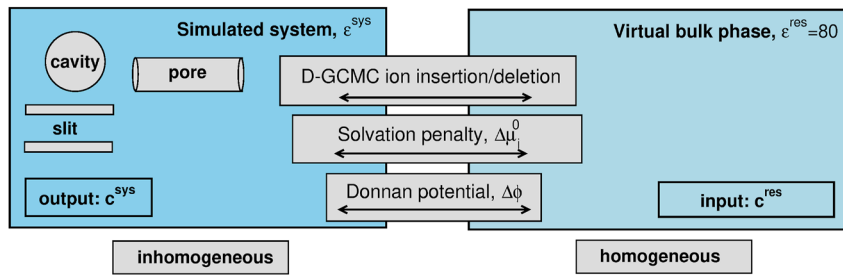 Simulated system, ε^sys
Virtual bulk phase, ε^res=80
cavity
pore
D-GCMC ion insertion/deletion
slit
Solvation penalty, Δμ_i^0
output: c^sys
Donnan potential, Δϕ
input: c^res
inhomogeneous
homogeneous